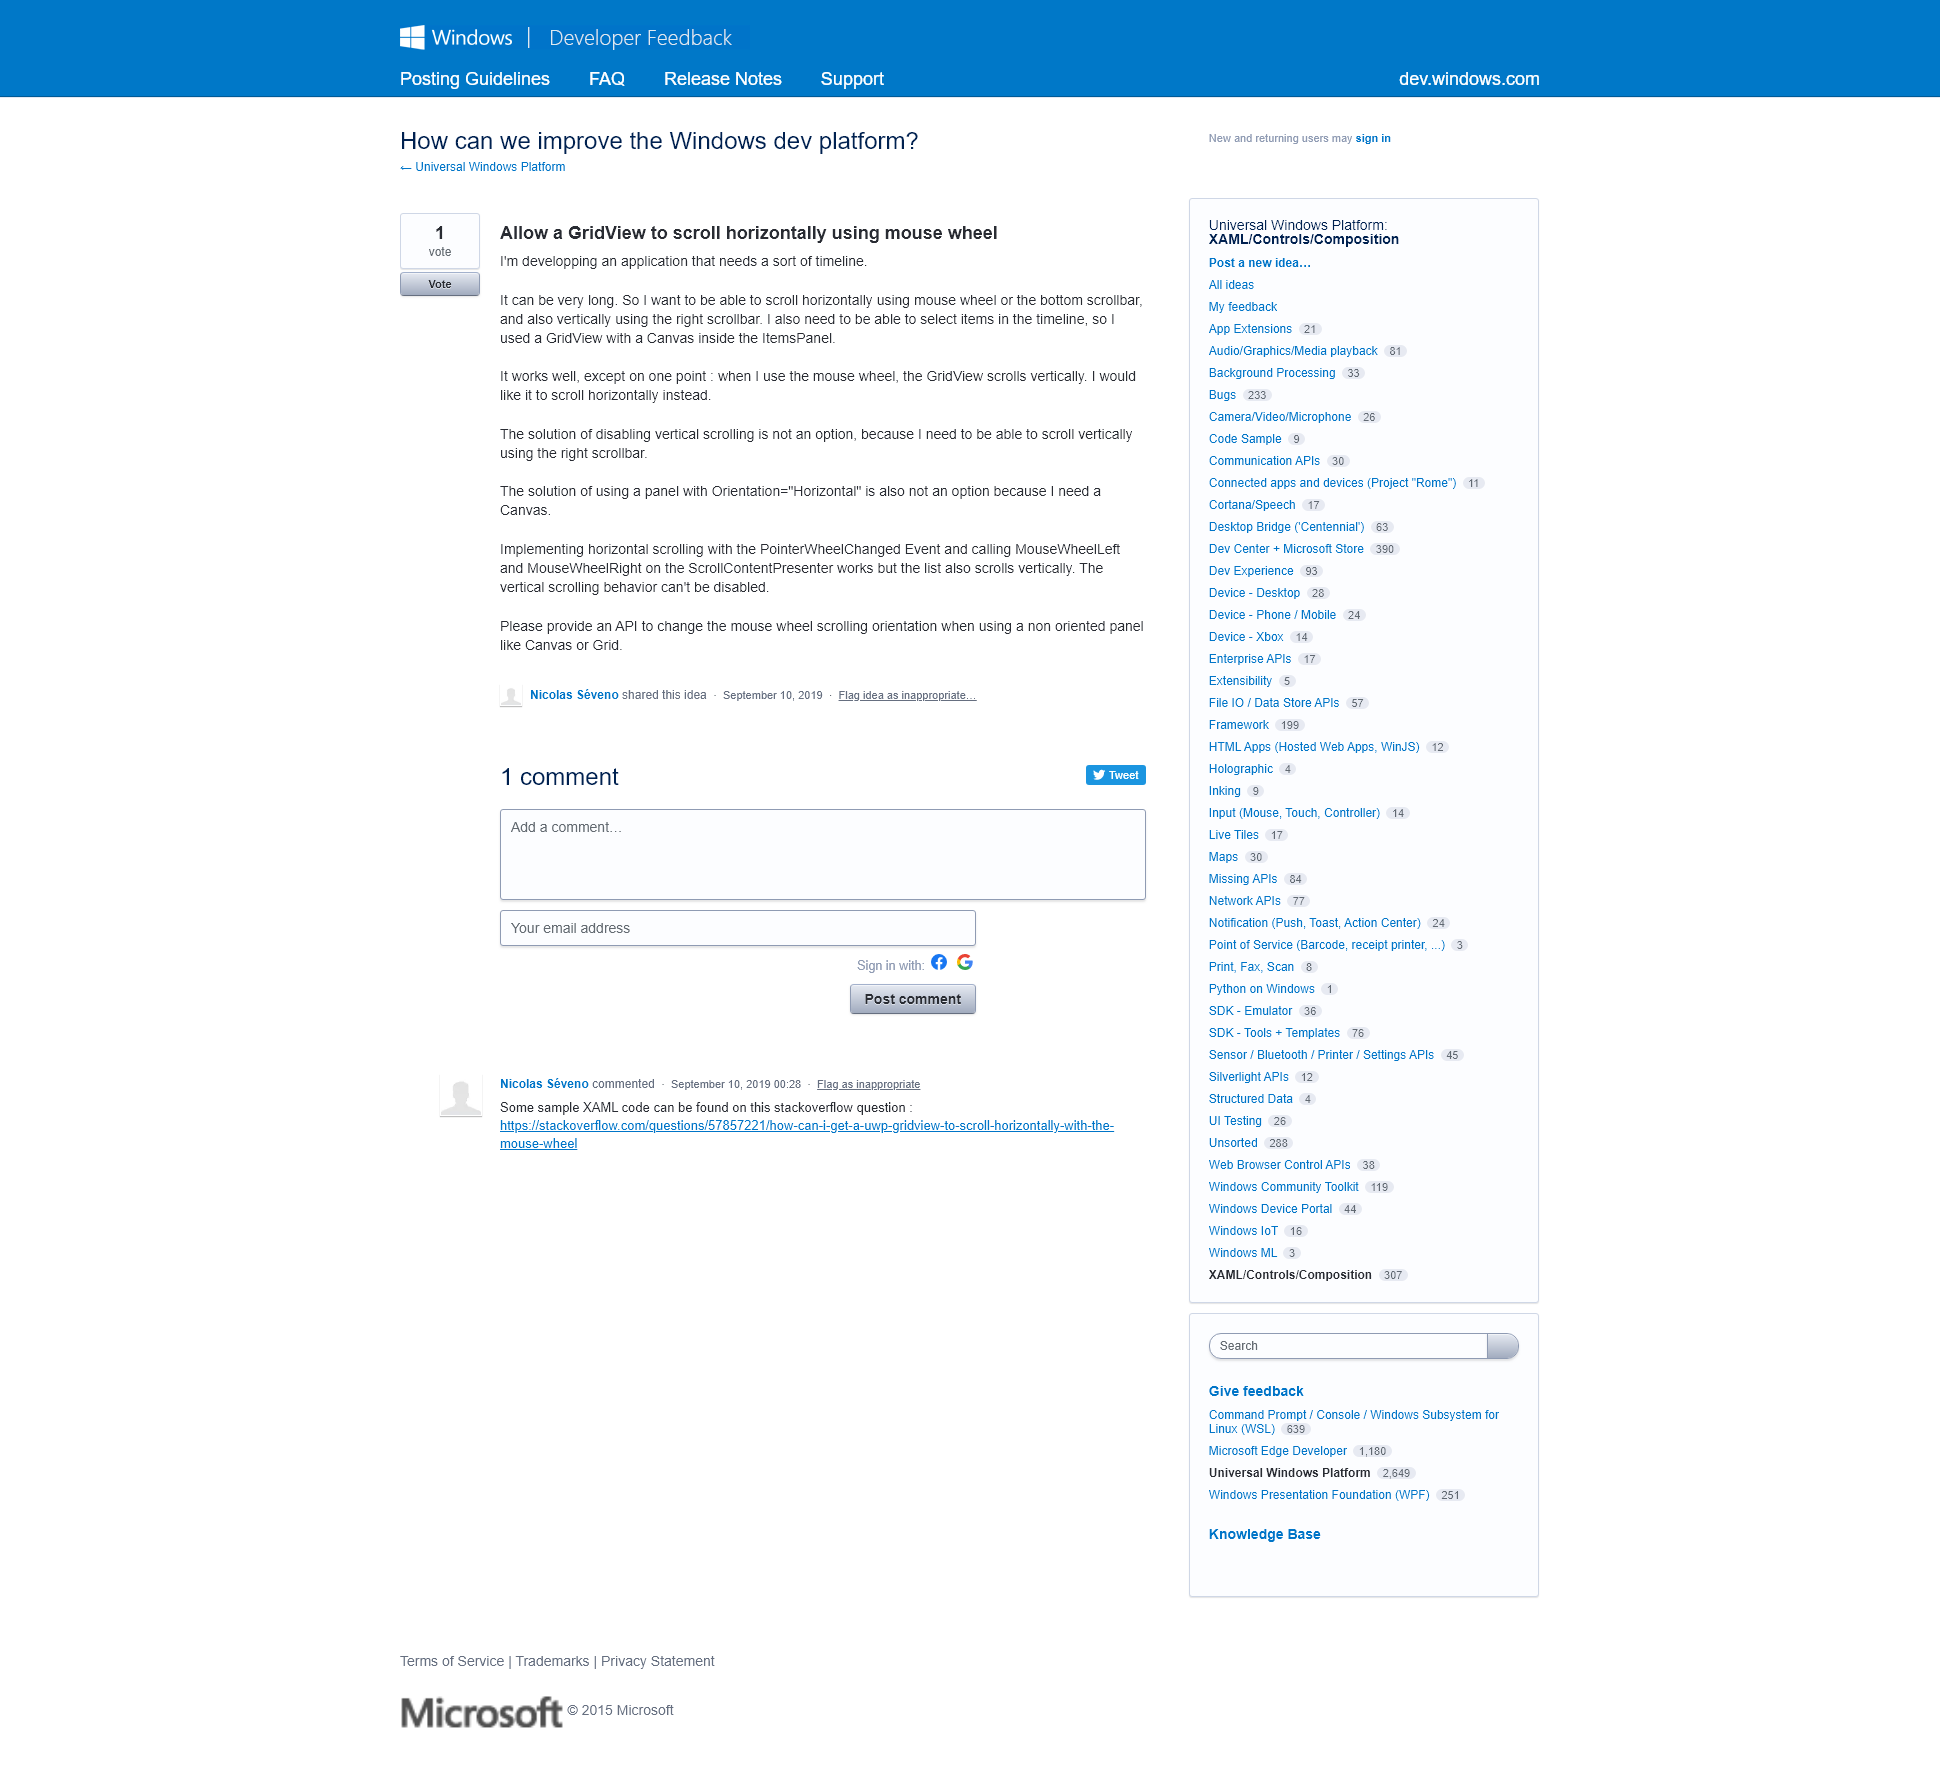 Windows | Developer Feedback
Posting Guidelines FAQ Release Notes Support dev.windows.com
How can we improve the Windows dev platform?
← Universal Windows Platform
New and returning users may sign in
1
vote
Vote
Allow a GridView to scroll horizontally using mouse wheel
I'm developping an application that needs a sort of timeline.
It can be very long. So I want to be able to scroll horizontally using mouse wheel or the bottom scrollbar,
and also vertically using the right scrollbar. I also need to be able to select items in the timeline, so I
used a GridView with a Canvas inside the ItemsPanel.
It works well, except on one point : when I use the mouse wheel, the GridView scrolls vertically. I would
like it to scroll horizontally instead.
The solution of disabling vertical scrolling is not an option, because I need to be able to scroll vertically
using the right scrollbar.
The solution of using a panel with Orientation="Horizontal" is also not an option because I need a
Canvas.
Implementing horizontal scrolling with the PointerWheelChanged Event and calling MouseWheelLeft
and MouseWheelRight on the ScrollContentPresenter works but the list also scrolls vertically. The
vertical scrolling behavior can't be disabled.
Please provide an API to change the mouse wheel scrolling orientation when using a non oriented panel
like Canvas or Grid.
Nicolas Séveno shared this idea · September 10, 2019 · Flag idea as inappropriate…
1 comment
Tweet
Add a comment…
Your email address
Sign in with:
Post comment
Nicolas Séveno commented · September 10, 2019 00:28 · Flag as inappropriate
Some sample XAML code can be found on this stackoverflow question :
https://stackoverflow.com/questions/57857221/how-can-i-get-a-uwp-gridview-to-scroll-horizontally-with-the-
mouse-wheel
Universal Windows Platform:
XAML/Controls/Composition
Post a new idea…
All ideas
My feedback
App Extensions 21
Audio/Graphics/Media playback 81
Background Processing 33
Bugs 233
Camera/Video/Microphone 26
Code Sample 9
Communication APIs 30
Connected apps and devices (Project "Rome") 11
Cortana/Speech 17
Desktop Bridge ('Centennial') 63
Dev Center + Microsoft Store 390
Dev Experience 93
Device - Desktop 28
Device - Phone / Mobile 24
Device - Xbox 14
Enterprise APIs 17
Extensibility 5
File IO / Data Store APIs 57
Framework 199
HTML Apps (Hosted Web Apps, WinJS) 12
Holographic 4
Inking 9
Input (Mouse, Touch, Controller) 14
Live Tiles 17
Maps 30
Missing APIs 84
Network APIs 77
Notification (Push, Toast, Action Center) 24
Point of Service (Barcode, receipt printer, ...) 3
Print, Fax, Scan 8
Python on Windows 1
SDK - Emulator 36
SDK - Tools + Templates 76
Sensor / Bluetooth / Printer / Settings APIs 45
Silverlight APIs 12
Structured Data 4
UI Testing 26
Unsorted 288
Web Browser Control APIs 38
Windows Community Toolkit 119
Windows Device Portal 44
Windows IoT 16
Windows ML 3
XAML/Controls/Composition 307
Search
Give feedback
Command Prompt / Console / Windows Subsystem for
Linux (WSL) 639
Microsoft Edge Developer 1,180
Universal Windows Platform 2,649
Windows Presentation Foundation (WPF) 251
Knowledge Base
Terms of Service | Trademarks | Privacy Statement
Microsoft © 2015 Microsoft